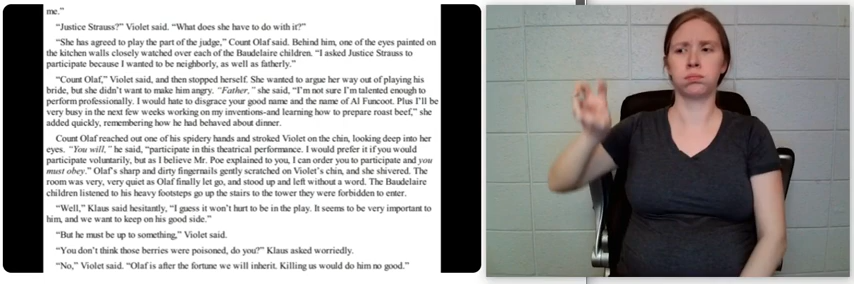 me.”
“Justice Strauss?” Violet said. “What does she have to do with it?”
“She has agreed to play the part of the judge,” Count Olaf said. Behind him, one of the eyes painted on
the kitchen walls closely watched over each of the Baudelaire children. “I asked Justice Strauss to
participate because I wanted to be neighborly, as well as fatherly.”
“Count Olaf,” Violet said, and then stopped herself. She wanted to argue her way out of playing his
bride, but she didn’t want to make him angry. “Father,” she said, “I’m not sure I’m talented enough to
perform professionally. I would hate to disgrace your good name and the name of Al Funcoot. Plus I’ll be
very busy in the next few weeks working on my inventions-and learning how to prepare roast beef,” she
added quickly, remembering how he had behaved about dinner.
Count Olaf reached out one of his spidery hands and stroked Violet on the chin, looking deep into her
eyes. “You will,” he said, “participate in this theatrical performance. I would prefer it if you would
participate voluntarily, but as I believe Mr. Poe explained to you, I can order you to participate and you
must obey.” Olaf’s sharp and dirty fingernails gently scratched on Violet’s chin, and she shivered. The
room was very, very quiet as Olaf finally let go, and stood up and left without a word. The Baudelaire
children listened to his heavy footsteps go up the stairs to the tower they were forbidden to enter.
“Well,” Klaus said hesitantly, “I guess it won’t hurt to be in the play. It seems to be very important to
him, and we want to keep on his good side.”
“But he must be up to something,” Violet said.
“You don’t think those berries were poisoned, do you?” Klaus asked worriedly.
“No,” Violet said. “Olaf is after the fortune we will inherit. Killing us would do him no good.”